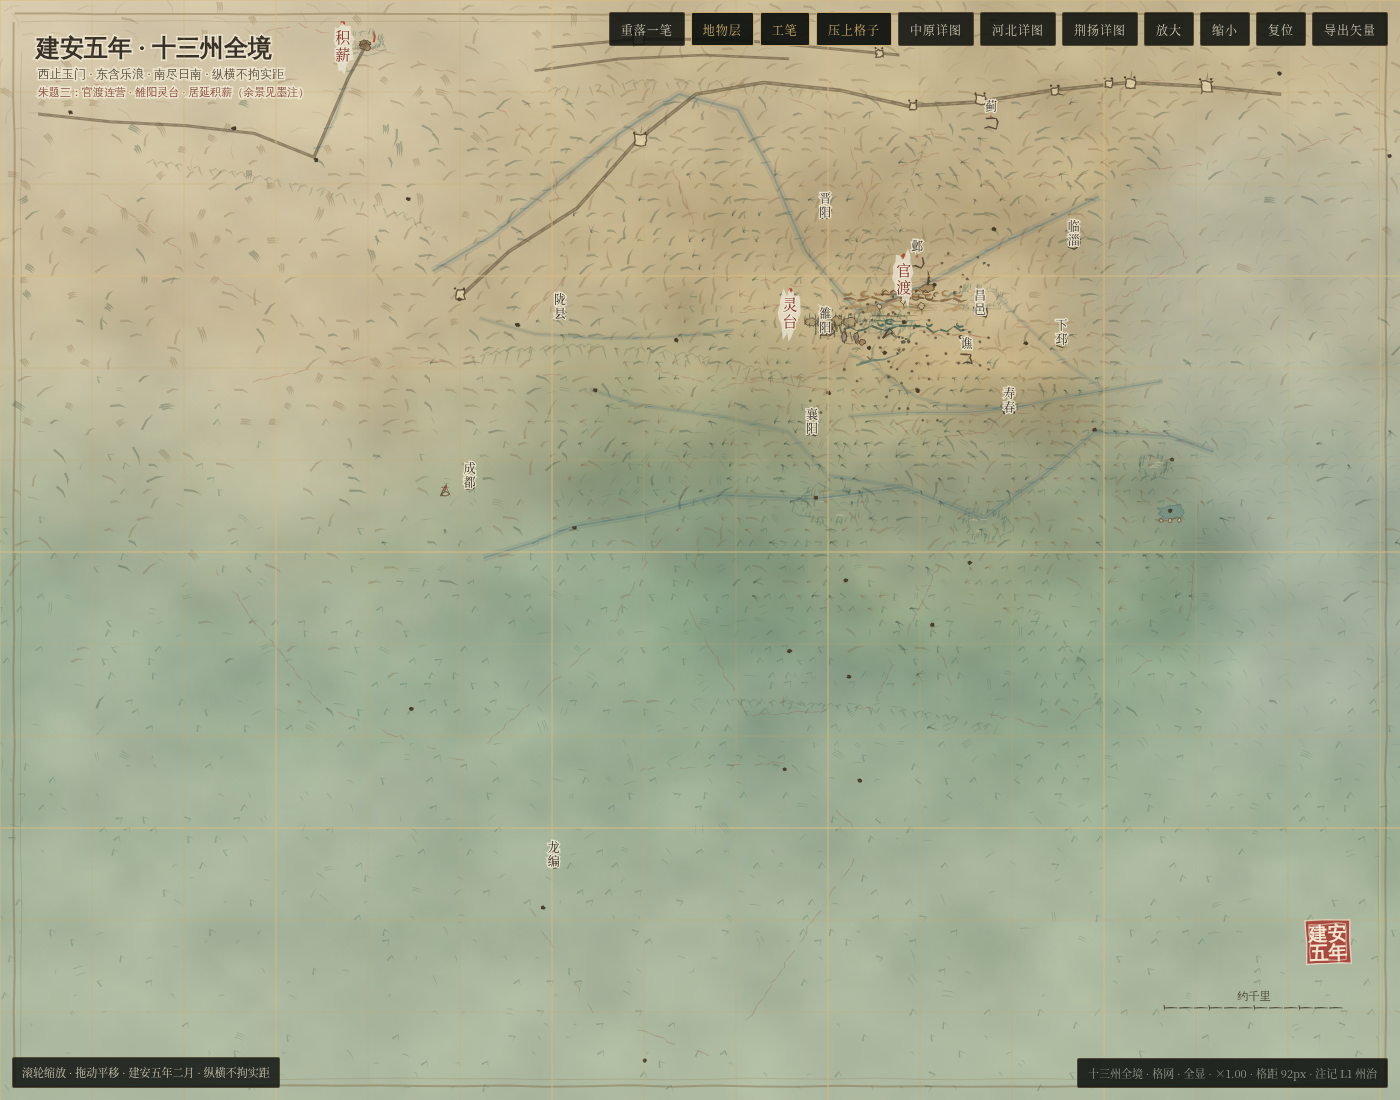 建安五年 · 十三州全境
西止玉门 · 东含乐浪 · 南尽日南 · 纵横不拘实距
朱题三：官渡连营 · 雒阳灵台 · 居延积薪（余景见墨注）
重落一笔
地物层
工笔
压上格子
中原详图
河北详图
荆扬详图
放大
缩小
复位
导出矢量
积薪
蓟
晋阳
临淄
邺
官渡
灵台
雒阳
昌邑
陇县
下邳
谯
寿春
襄阳
成都
龙编
建安五年
约千里
滚轮缩放 · 拖动平移 · 建安五年二月 · 纵横不拘实距
十三州全境 · 格网 · 全显 · ×1.00 · 格距 92px · 注记 L1 州治